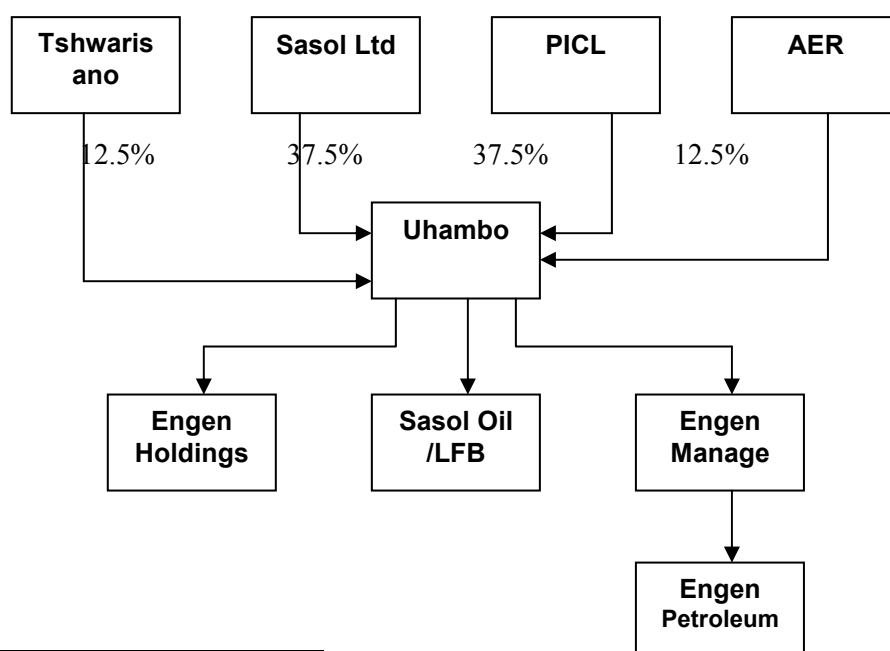 Tshwaris
ano
Sasol Ltd
PICL
AER
12.5%
37.5%
37.5%
12.5%
Uhambo
Engen
Holdings
Sasol Oil
/LFB
Engen
Manage
Engen
Petroleum